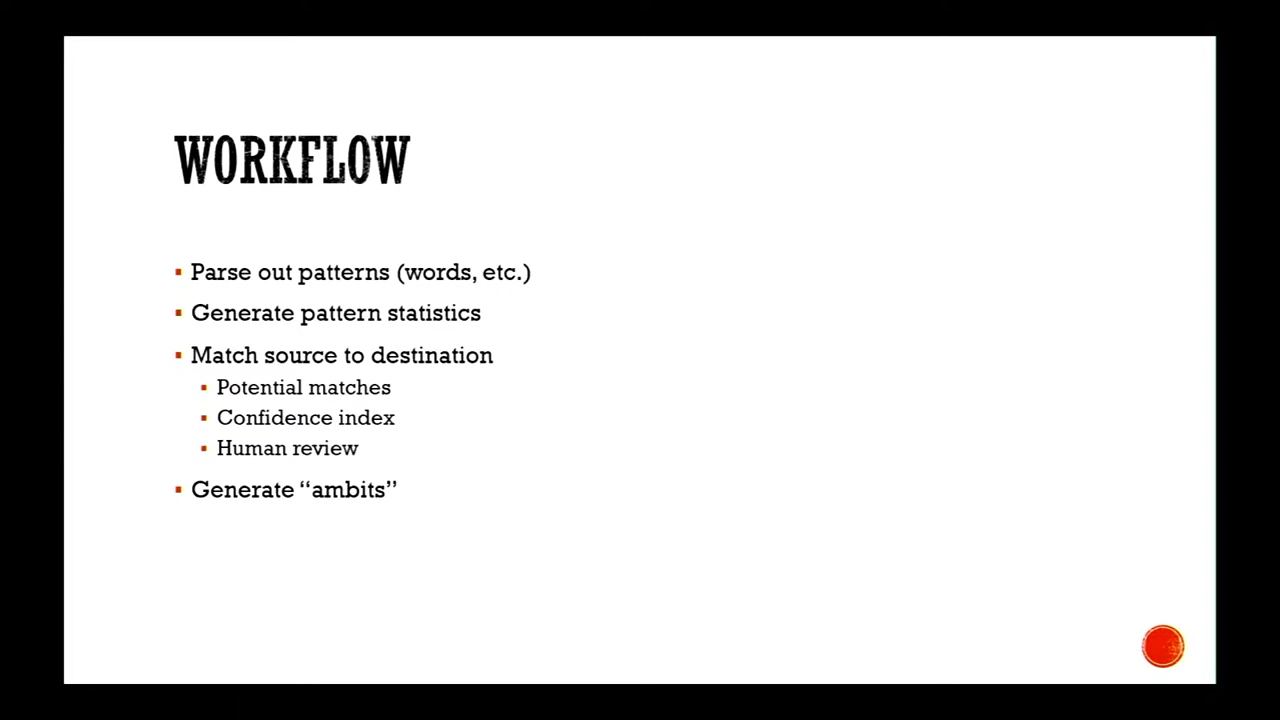 WORKFLOW
Parse out patterns (words, etc.)
Generate pattern statistics
Match source to destination
Potential matches
Confidence index
Human review
Generate “ambits”